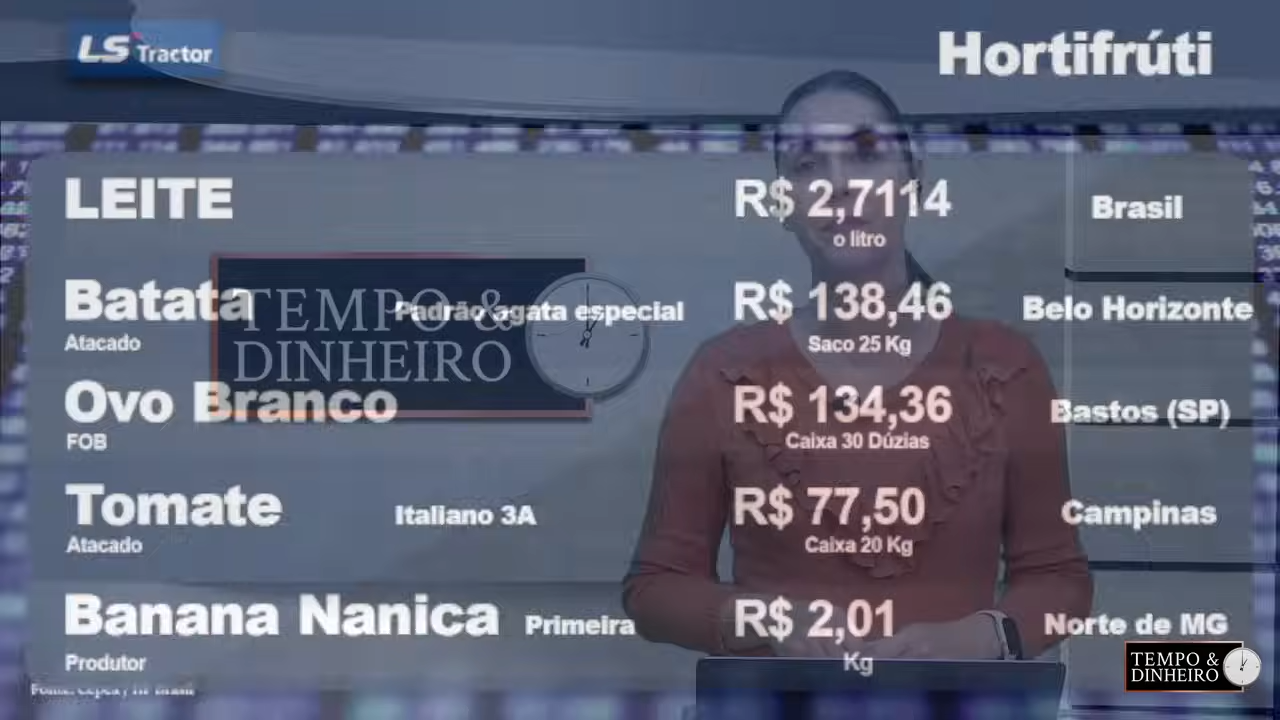 LS Tractor
Hortifrúti
LEITE R$ 2,7114 Brasil
o litro
Batata Padrão ágata especial R$ 138,46 Belo Horizonte
Atacado Saco 25 Kg
TEMPO &
DINHEIRO
Ovo Branco R$ 134,36 Bastos (SP)
FOB Caixa 30 Dúzias
Tomate Italiano 3A R$ 77,50 Campinas
Atacado Caixa 20 Kg
Banana Nanica Primeira R$ 2,01 Norte de MG
Produtor Kg
TEMPO &
DINHEIRO